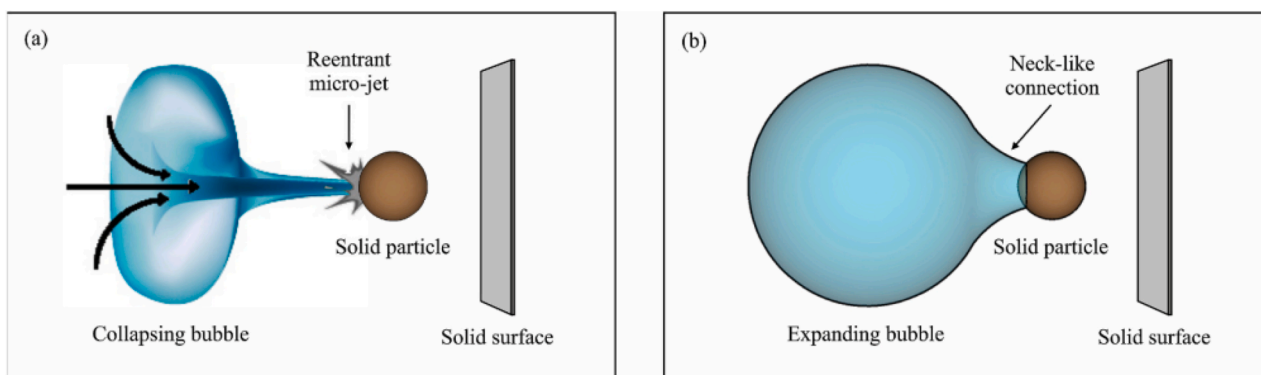 (a)
Reentrant
micro-jet
Solid particle
Collapsing bubble
Solid surface
(b)
Neck-like
connection
Solid particle
Expanding bubble
Solid surface